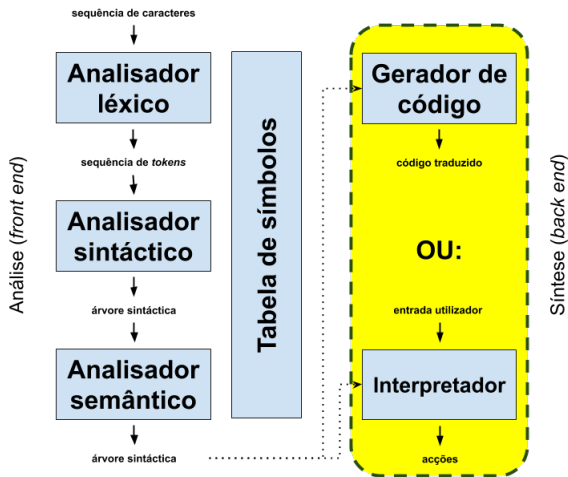 sequência de caracteres
Analisador
léxico
sequência de tokens
Analisador
sintáctico
árvore sintáctica
Analisador
semântico
árvore sintáctica
Análise (front end)
Tabela de símbolos
Gerador de
código
código traduzido
OU:
entrada utilizador
Interpretador
acções
Síntese (back end)